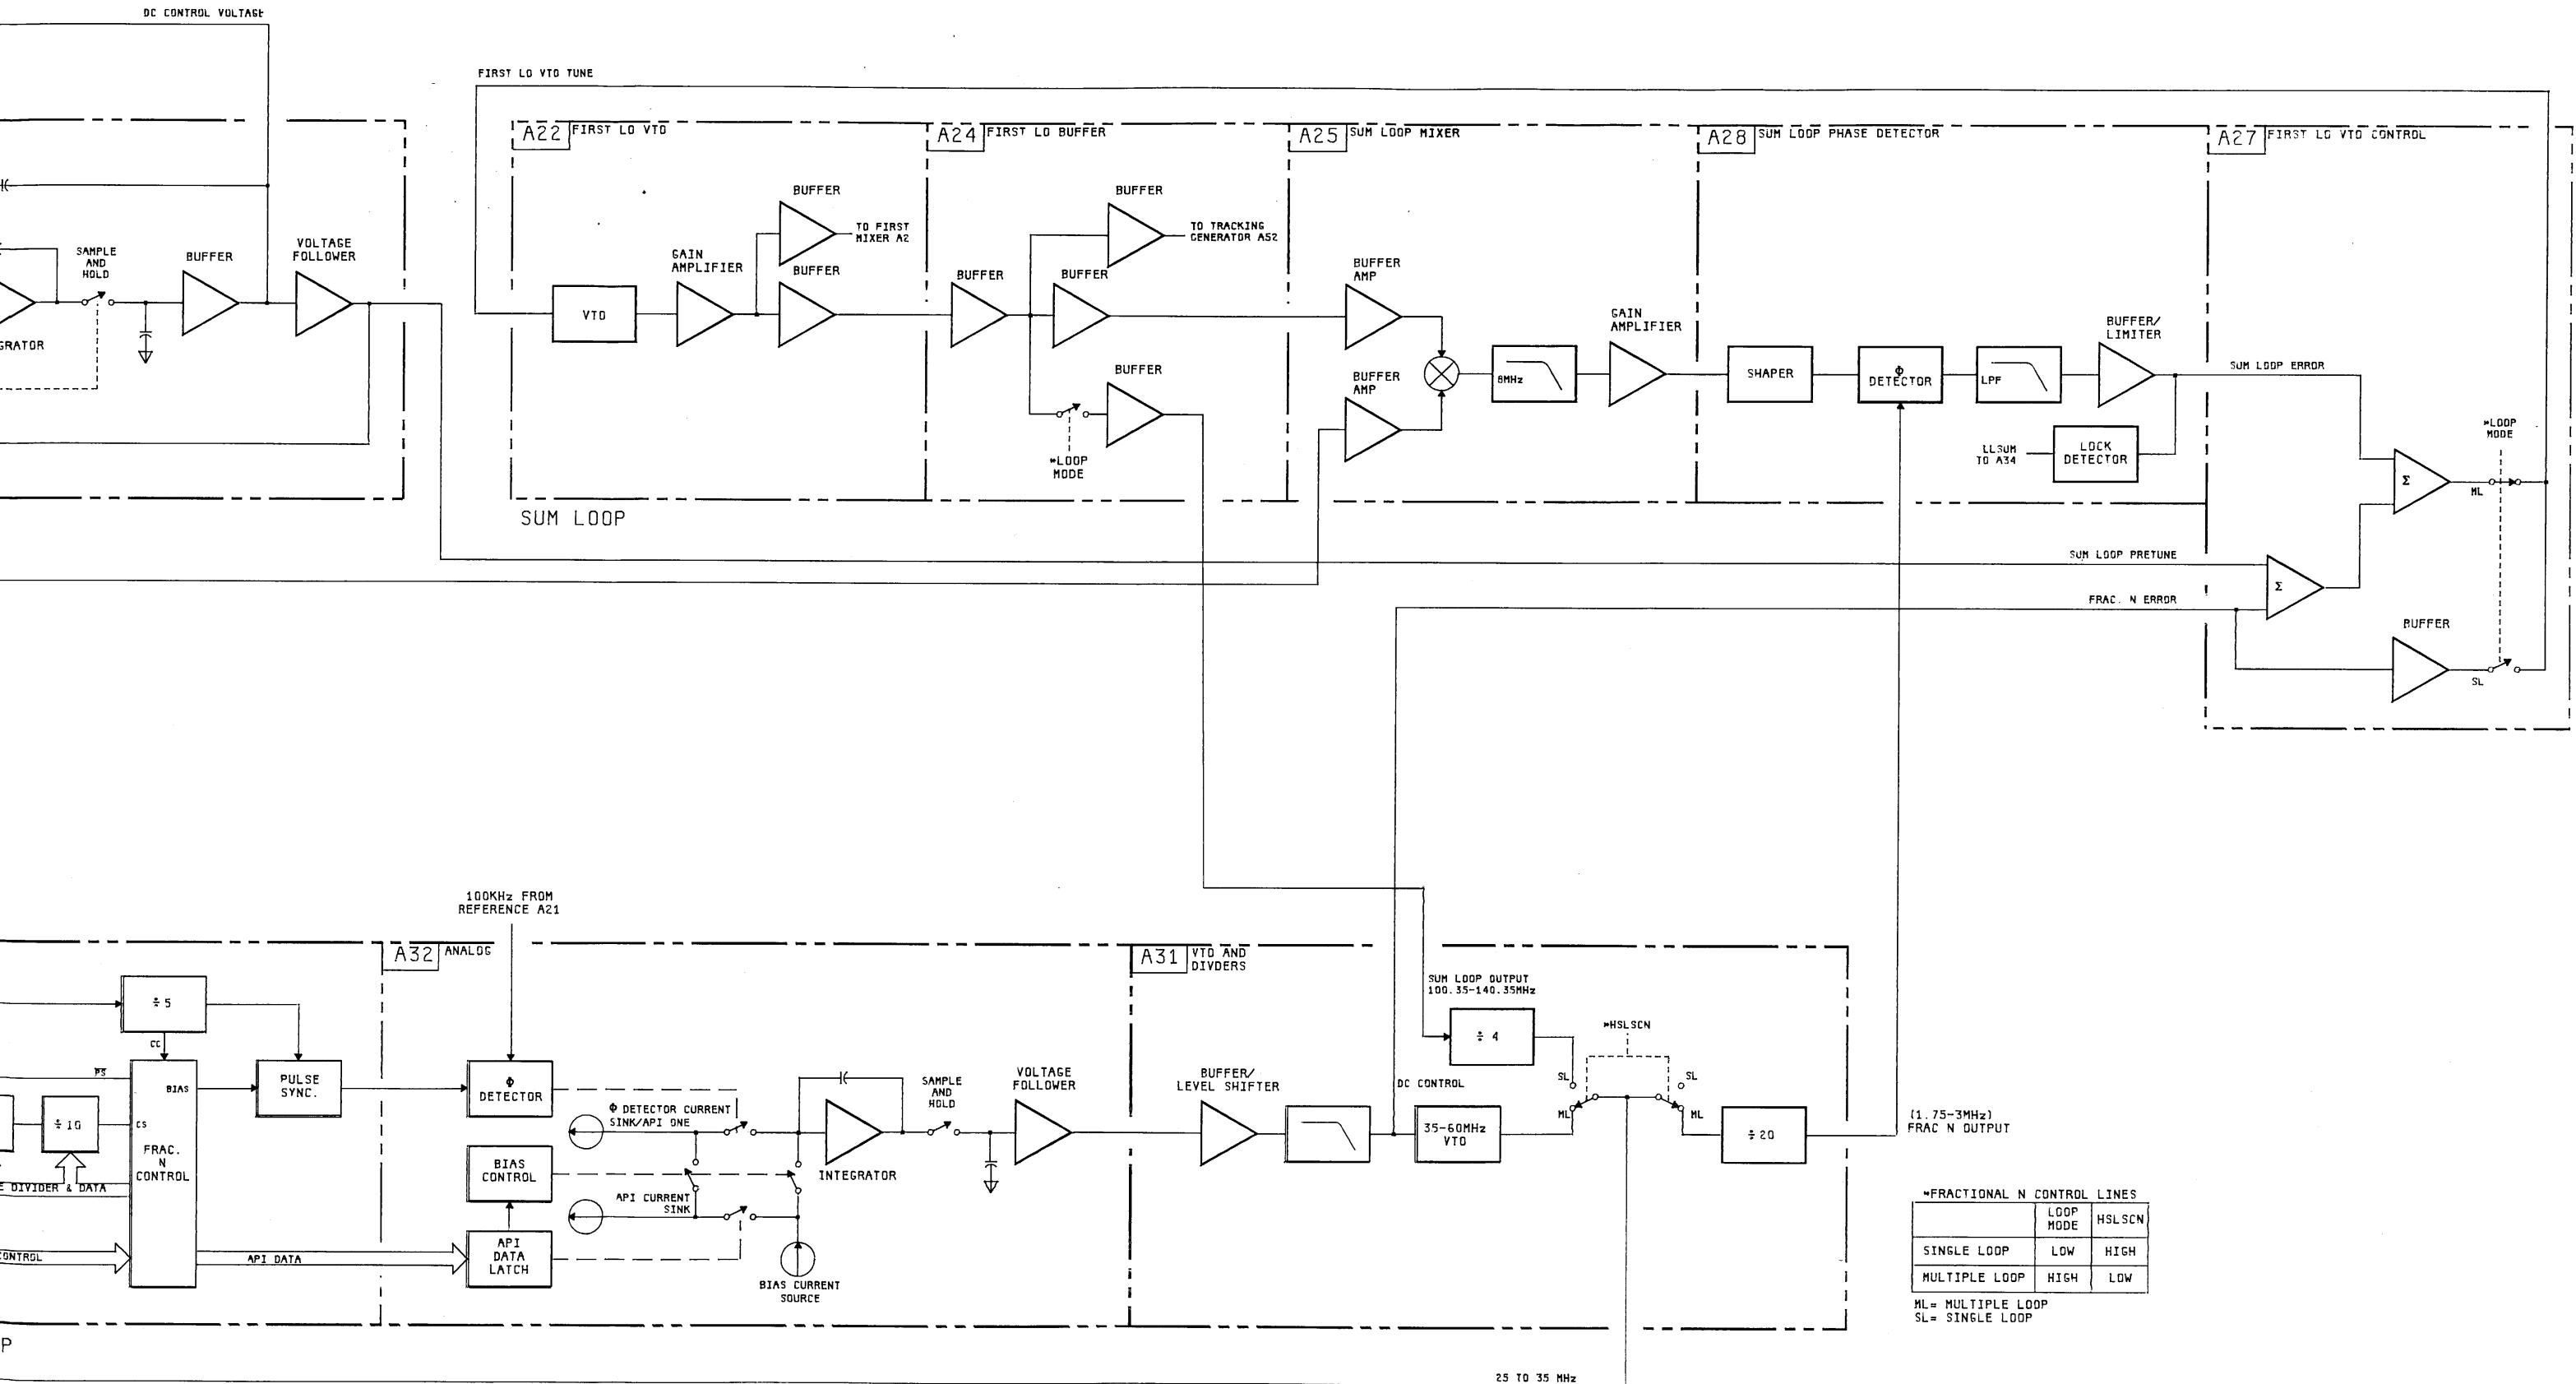 DC CONTROL VOLTAGE
FIRST LO VTO TUNE
A22 FIRST LO VTO
A24 FIRST LO BUFFER
A25 SUM LOOP MIXER
A28 SUM LOOP PHASE DETECTOR
A27 FIRST LO VTO CONTROL
SAMPLE
AND
HOLD
BUFFER
VOLTAGE
FOLLOWER
GRATOR
VTO
GAIN
AMPLIFIER
BUFFER
TO FIRST
MIXER A2
BUFFER
BUFFER
BUFFER
TO TRACKING
GENERATOR A52
BUFFER
BUFFER
*LOOP
MODE
BUFFER
AMP
BUFFER
AMP
8MHz
GAIN
AMPLIFIER
SHAPER
Φ
DETECTOR
LPF
BUFFER/
LIMITER
LLSUM
TO A34
LOCK
DETECTOR
SUM LOOP ERROR
*LOOP
MODE
Σ
ML
SUM LOOP
SUM LOOP PRETUNE
Σ
FRAC. N ERROR
BUFFER
SL
100KHz FROM
REFERENCE A21
A32 ANALOG
A31 VTO AND
DIVDERS
÷5
CC
PS
BIAS
÷10
CS
FRAC.
N
CONTROL
E DIVIDER & DATA
CONTROL
PULSE
SYNC.
API DATA
Φ
DETECTOR
Φ DETECTOR CURRENT
SINK/API ONE
BIAS
CONTROL
API CURRENT
SINK
API
DATA
LATCH
BIAS CURRENT
SOURCE
INTEGRATOR
SAMPLE
AND
HOLD
VOLTAGE
FOLLOWER
BUFFER/
LEVEL SHIFTER
DC CONTROL
SUM LOOP OUTPUT
100.35-140.35MHz
÷ 4
*HSLSCN
SL
SL
ML
ML
35-60MHz
VTO
÷20
(1.75-3MHz)
FRAC N OUTPUT
*FRACTIONAL N CONTROL LINES
LOOP
MODE
HSLSCN
SINGLE LOOP LOW HIGH
MULTIPLE LOOP HIGH LOW
ML= MULTIPLE LOOP
SL= SINGLE LOOP
P
25 TO 35 MHz